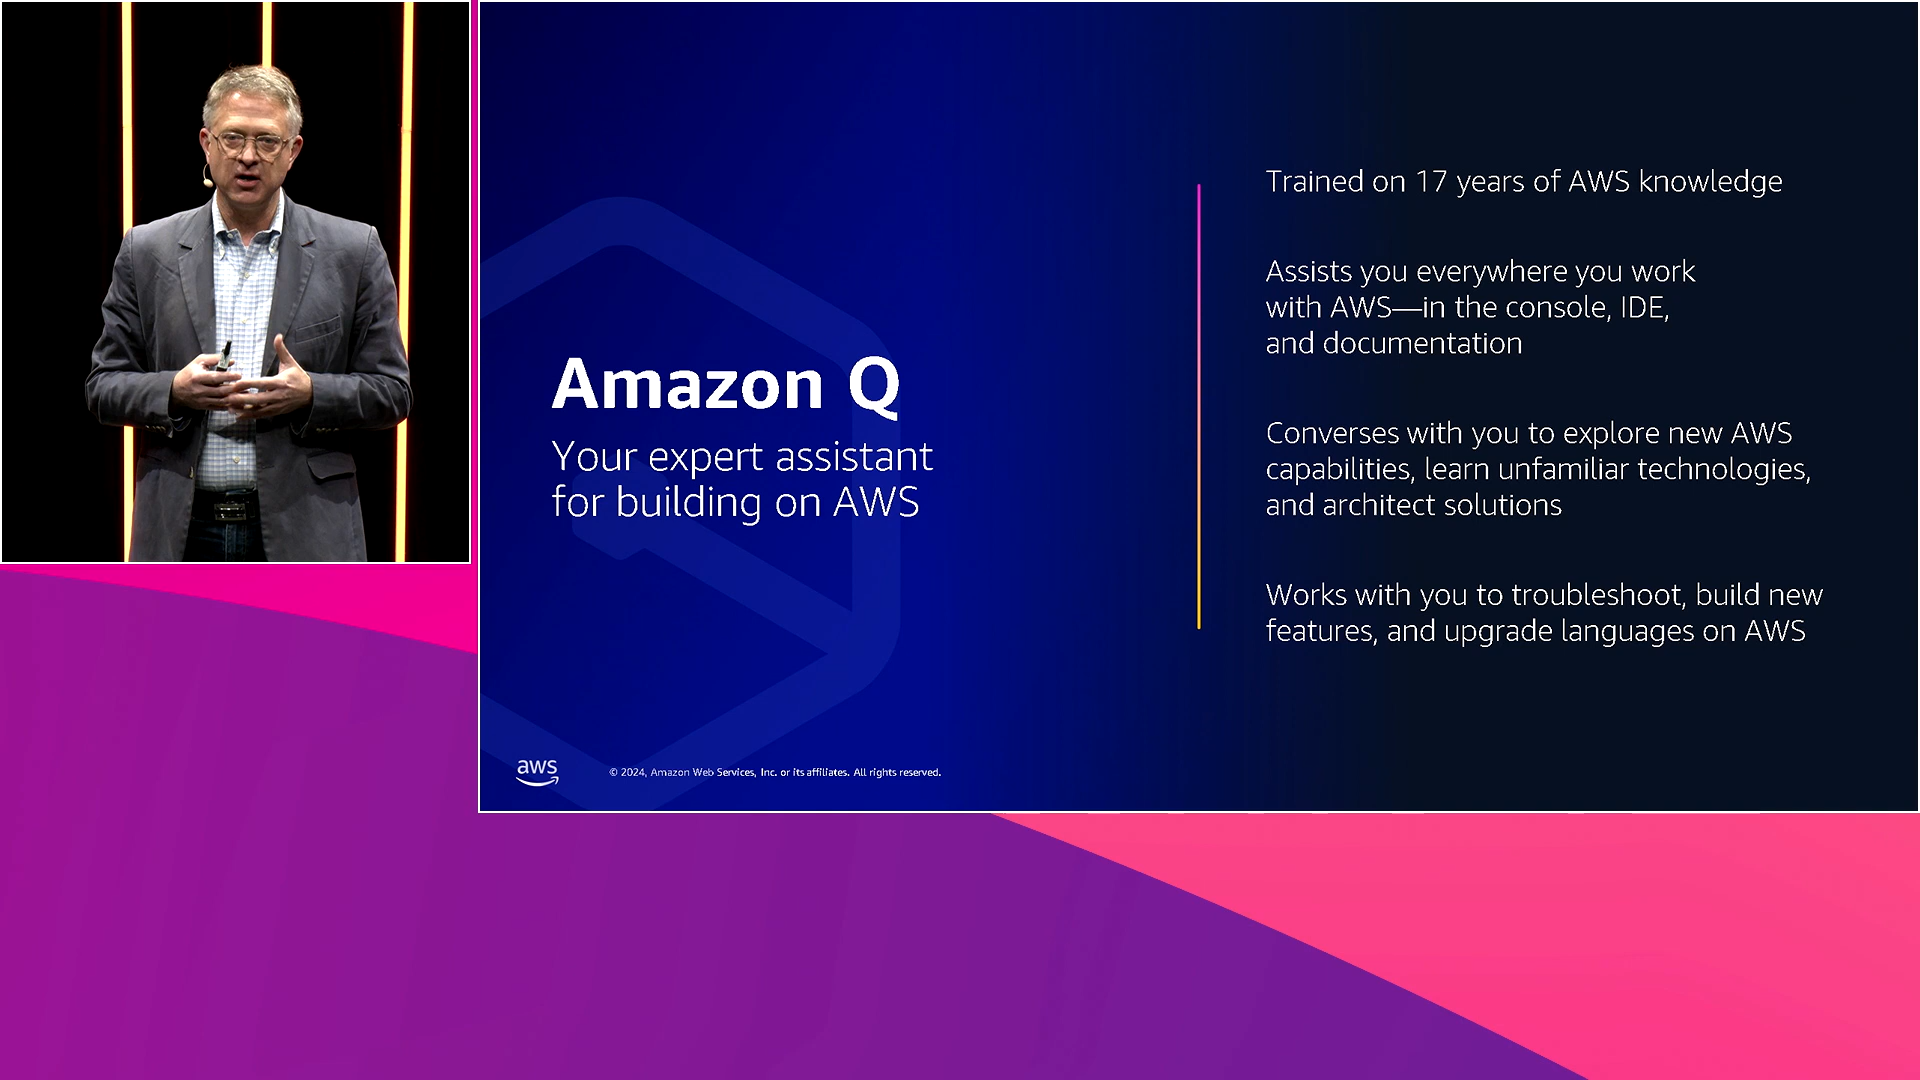 Amazon Q
Your expert assistant
for building on AWS
Trained on 17 years of AWS knowledge
Assists you everywhere you work
with AWS—in the console, IDE,
and documentation
Converses with you to explore new AWS
capabilities, learn unfamiliar technologies,
and architect solutions
Works with you to troubleshoot, build new
features, and upgrade languages on AWS
aws
© 2024, Amazon Web Services, Inc. or its affiliates. All rights reserved.